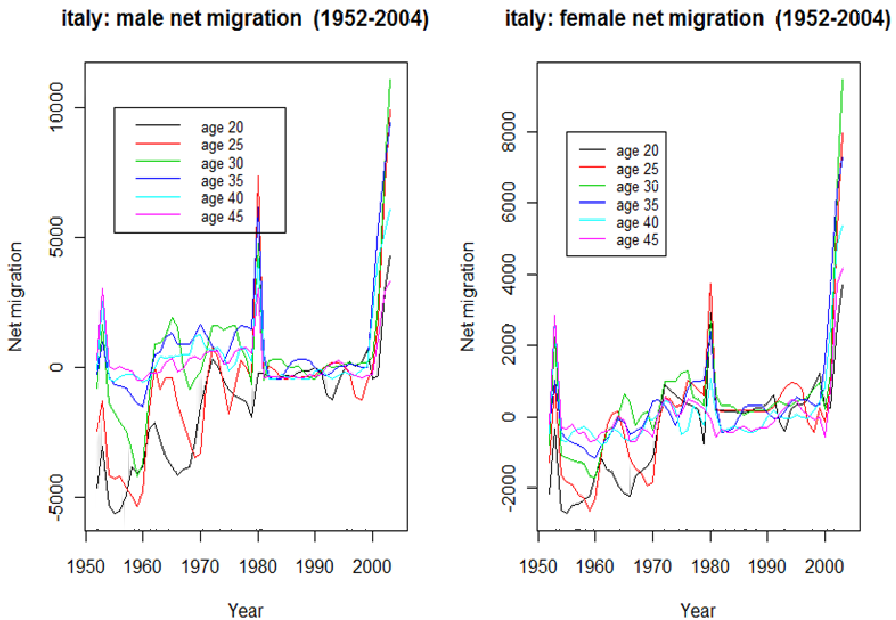 italy: male net migration (1952-2004)
Net migration
10000
5000
0
-5000
age 20
age 25
age 30
age 35
age 40
age 45
1950 1960 1970 1980 1990 2000
Year
italy: female net migration (1952-2004)
Net migration
8000
6000
4000
2000
0
-2000
age 20
age 25
age 30
age 35
age 40
age 45
1950 1960 1970 1980 1990 2000
Year